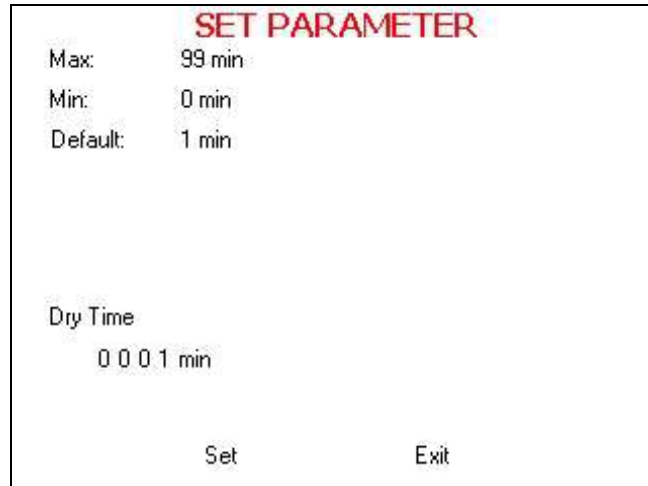 SET PARAMETER
Max: 99 min
Min: 0 min
Default: 1 min
Dry Time
0 0 0 1 min
Set Exit